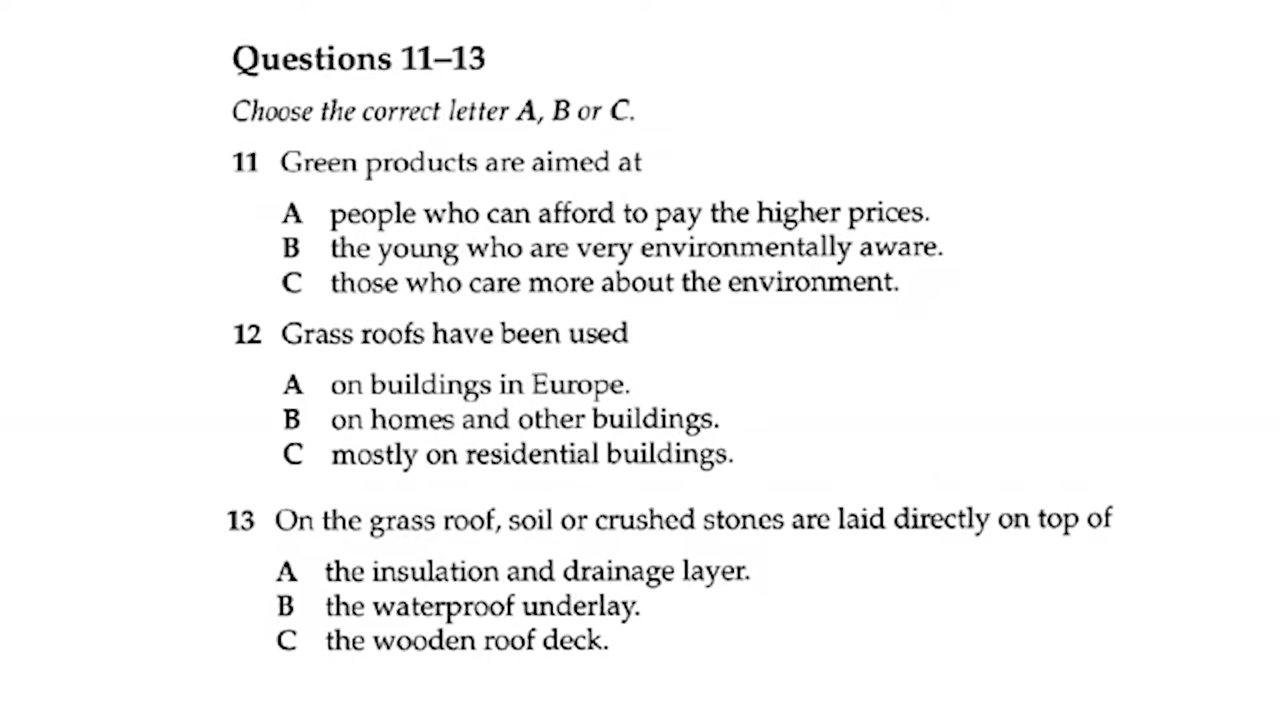 Questions 11–13
Choose the correct letter A, B or C.
11 Green products are aimed at
A people who can afford to pay the higher prices.
B the young who are very environmentally aware.
C those who care more about the environment.
12 Grass roofs have been used
A on buildings in Europe.
B on homes and other buildings.
C mostly on residential buildings.
13 On the grass roof, soil or crushed stones are laid directly on top of
A the insulation and drainage layer.
B the waterproof underlay.
C the wooden roof deck.